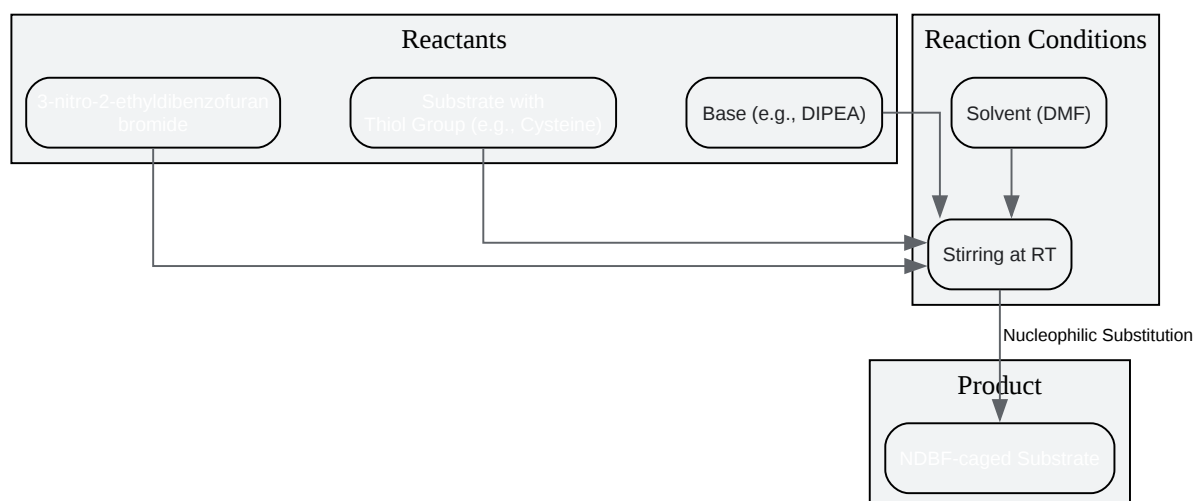 Reactants
Reaction Conditions
3-nitro-2-ethyldibenzofuran
bromide
Substrate with
Thiol Group (e.g., Cysteine)
Base (e.g., DIPEA)
Solvent (DMF)
Stirring at RT
Nucleophilic Substitution
Product
NDBF-caged Substrate